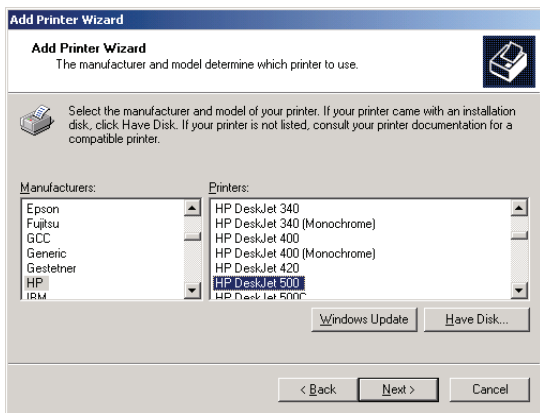 Add Printer Wizard
Add Printer Wizard
The manufacturer and model determine which printer to use.
Select the manufacturer and model of your printer. If your printer came with an installation
disk, click Have Disk. If your printer is not listed, consult your printer documentation for a
compatible printer.
Manufacturers:
Epson
Fujitsu
GCC
Generic
Gestetner
HP
IBM
Printers:
HP DeskJet 340
HP DeskJet 340 (Monochrome)
HP DeskJet 400
HP DeskJet 400 (Monochrome)
HP DeskJet 420
HP DeskJet 500
HP DeskJet 500C
Windows Update
Have Disk...
< Back
Next >
Cancel